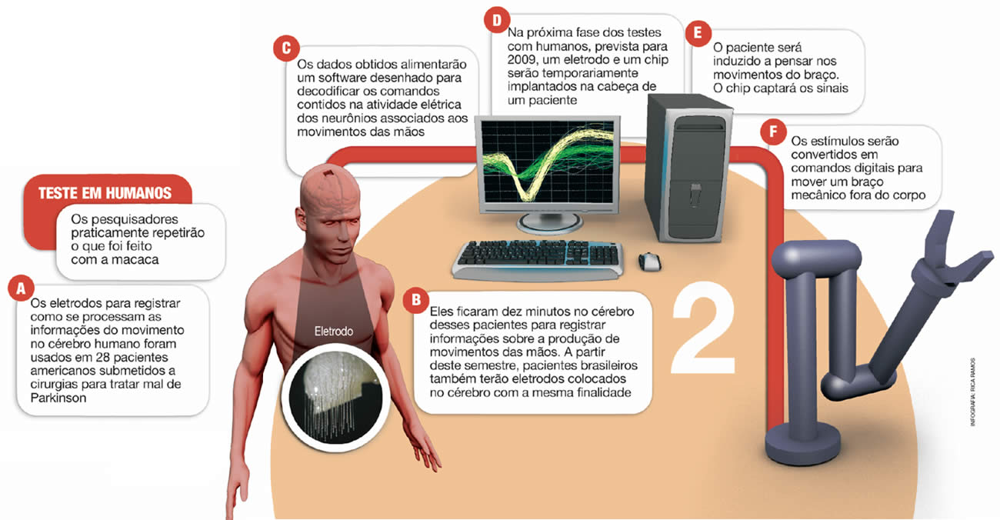 TESTE EM HUMANOS
Os pesquisadores
praticamente repetirão
o que foi feito
com a macaca
A
Os eletrodos para registrar
como se processam as
informações do movimento
no cérebro humano foram
usados em 28 pacientes
americanos submetidos a
cirurgias para tratar mal de
Parkinson
Eletrodo
B
Eles ficaram dez minutos no cérebro
desses pacientes para registrar
informações sobre a produção de
movimentos das mãos. A partir
deste semestre, pacientes brasileiros
também terão eletrodos colocados
no cérebro com a mesma finalidade
C
Os dados obtidos alimentarão
um software desenhado para
decodificar os comandos
contidos na atividade elétrica
dos neurônios associados aos
movimentos das mãos
D
Na próxima fase dos testes
com humanos, prevista para
2009, um eletrodo e um chip
serão temporariamente
implantados na cabeça de
um paciente
E
O paciente será
induzido a pensar nos
movimentos do braço.
O chip captará os sinais
F
Os estímulos serão
convertidos em
comandos digitais para
mover um braço
mecânico fora do corpo
2
INFOGRAFIA: RICA RAMOS